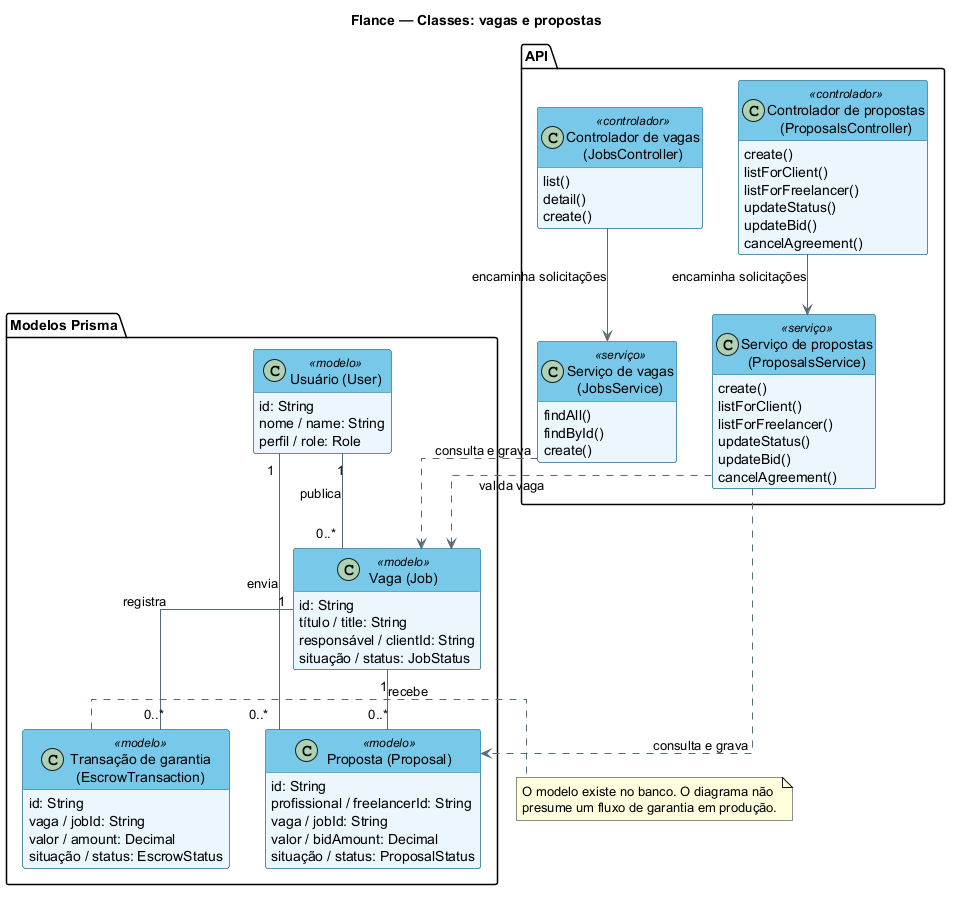 Flance — Classes: vagas e propostas
API
«controlador»
Controlador de vagas
(JobsController)
list()
detail()
create()
«controlador»
Controlador de propostas
(ProposalsController)
create()
listForClient()
listForFreelancer()
updateStatus()
updateBid()
cancelAgreement()
encaminha solicitações
encaminha solicitações
«serviço»
Serviço de vagas
(JobsService)
findAll()
findById()
create()
«serviço»
Serviço de propostas
(ProposalsService)
create()
listForClient()
listForFreelancer()
updateStatus()
updateBid()
cancelAgreement()
Modelos Prisma
«modelo»
Usuário (User)
id: String
nome / name: String
perfil / role: Role
consulta e grava
valida vaga
1
1
publica
0..*
envia
«modelo»
Vaga (Job)
id: String
título / title: String
responsável / clientId: String
situação / status: JobStatus
registra
1
1
recebe
0..*
0..*
0..*
«modelo»
Transação de garantia
(EscrowTransaction)
id: String
vaga / jobId: String
valor / amount: Decimal
situação / status: EscrowStatus
«modelo»
Proposta (Proposal)
id: String
profissional / freelancerId: String
vaga / jobId: String
valor / bidAmount: Decimal
situação / status: ProposalStatus
consulta e grava
O modelo existe no banco. O diagrama não
presume um fluxo de garantia em produção.